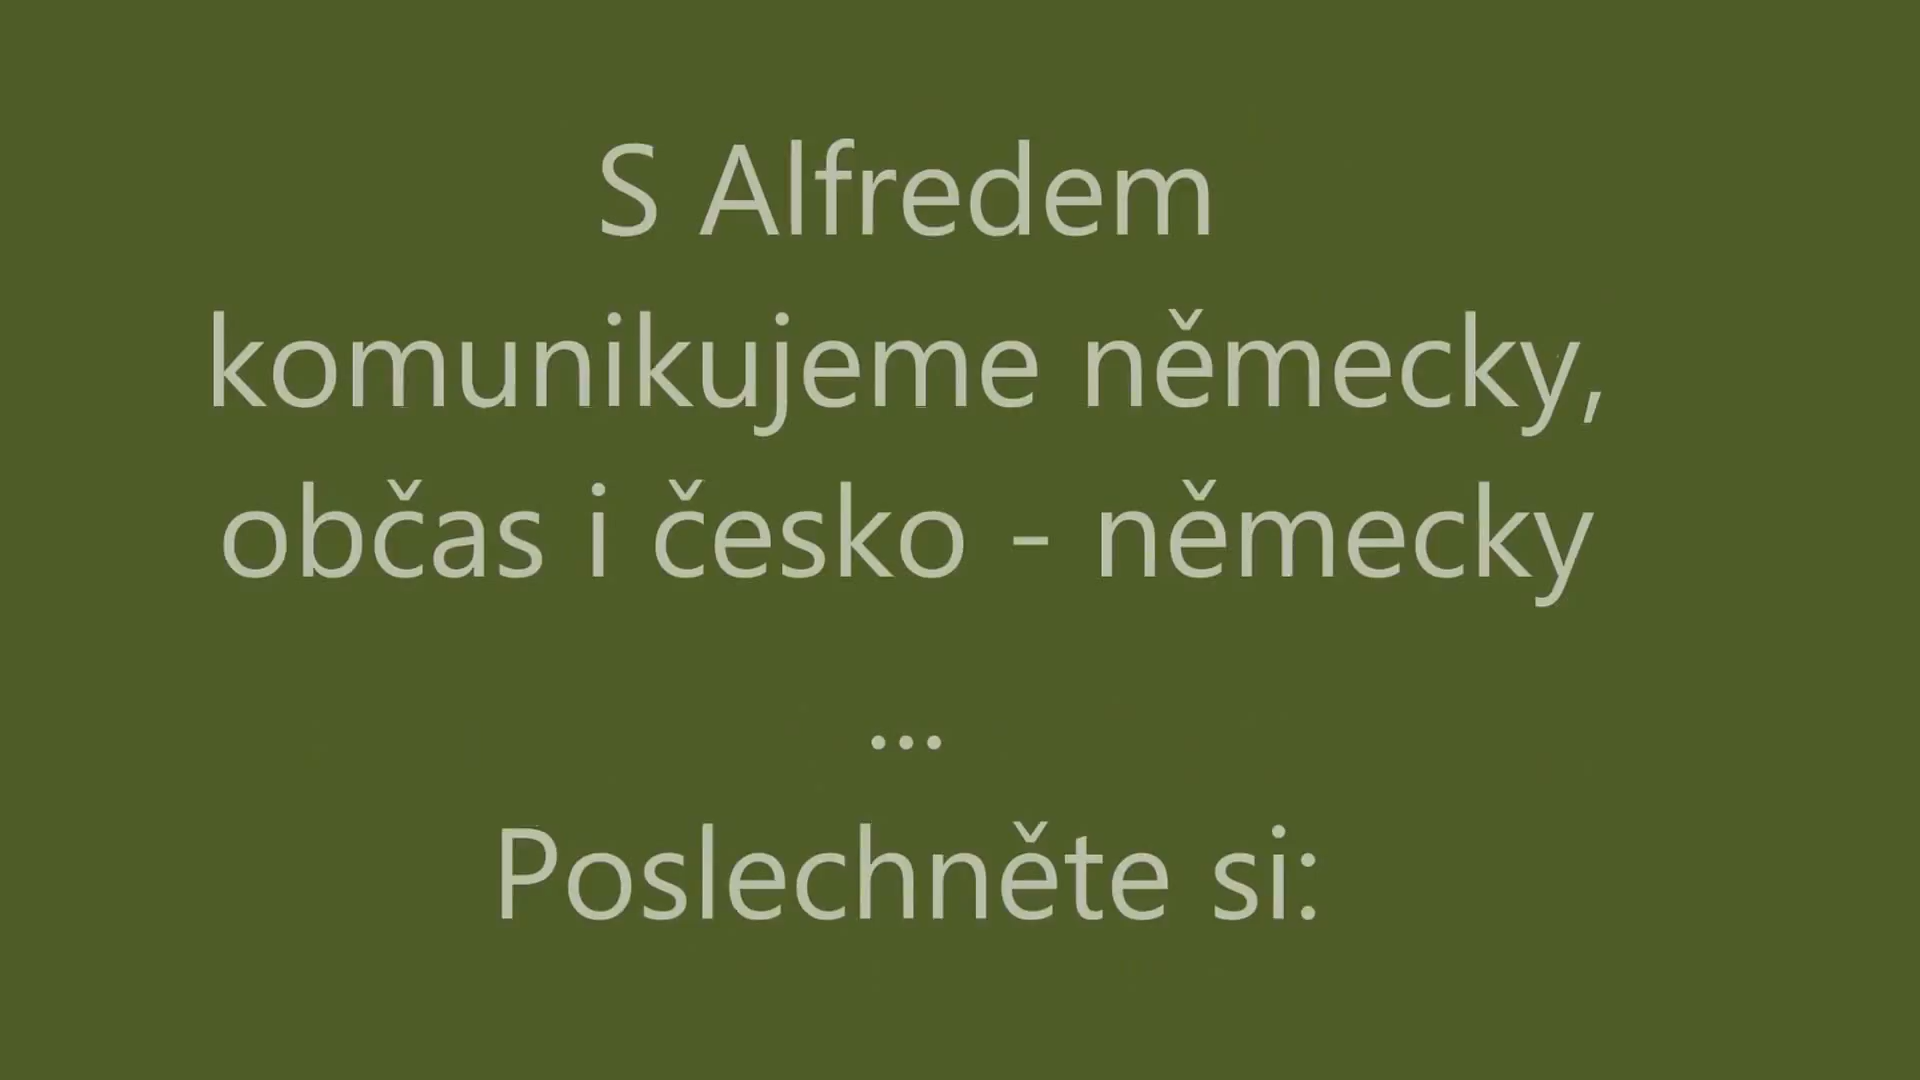 S Alfredem
komunikujeme německy,
občas i česko - německy
...
Poslechněte si: